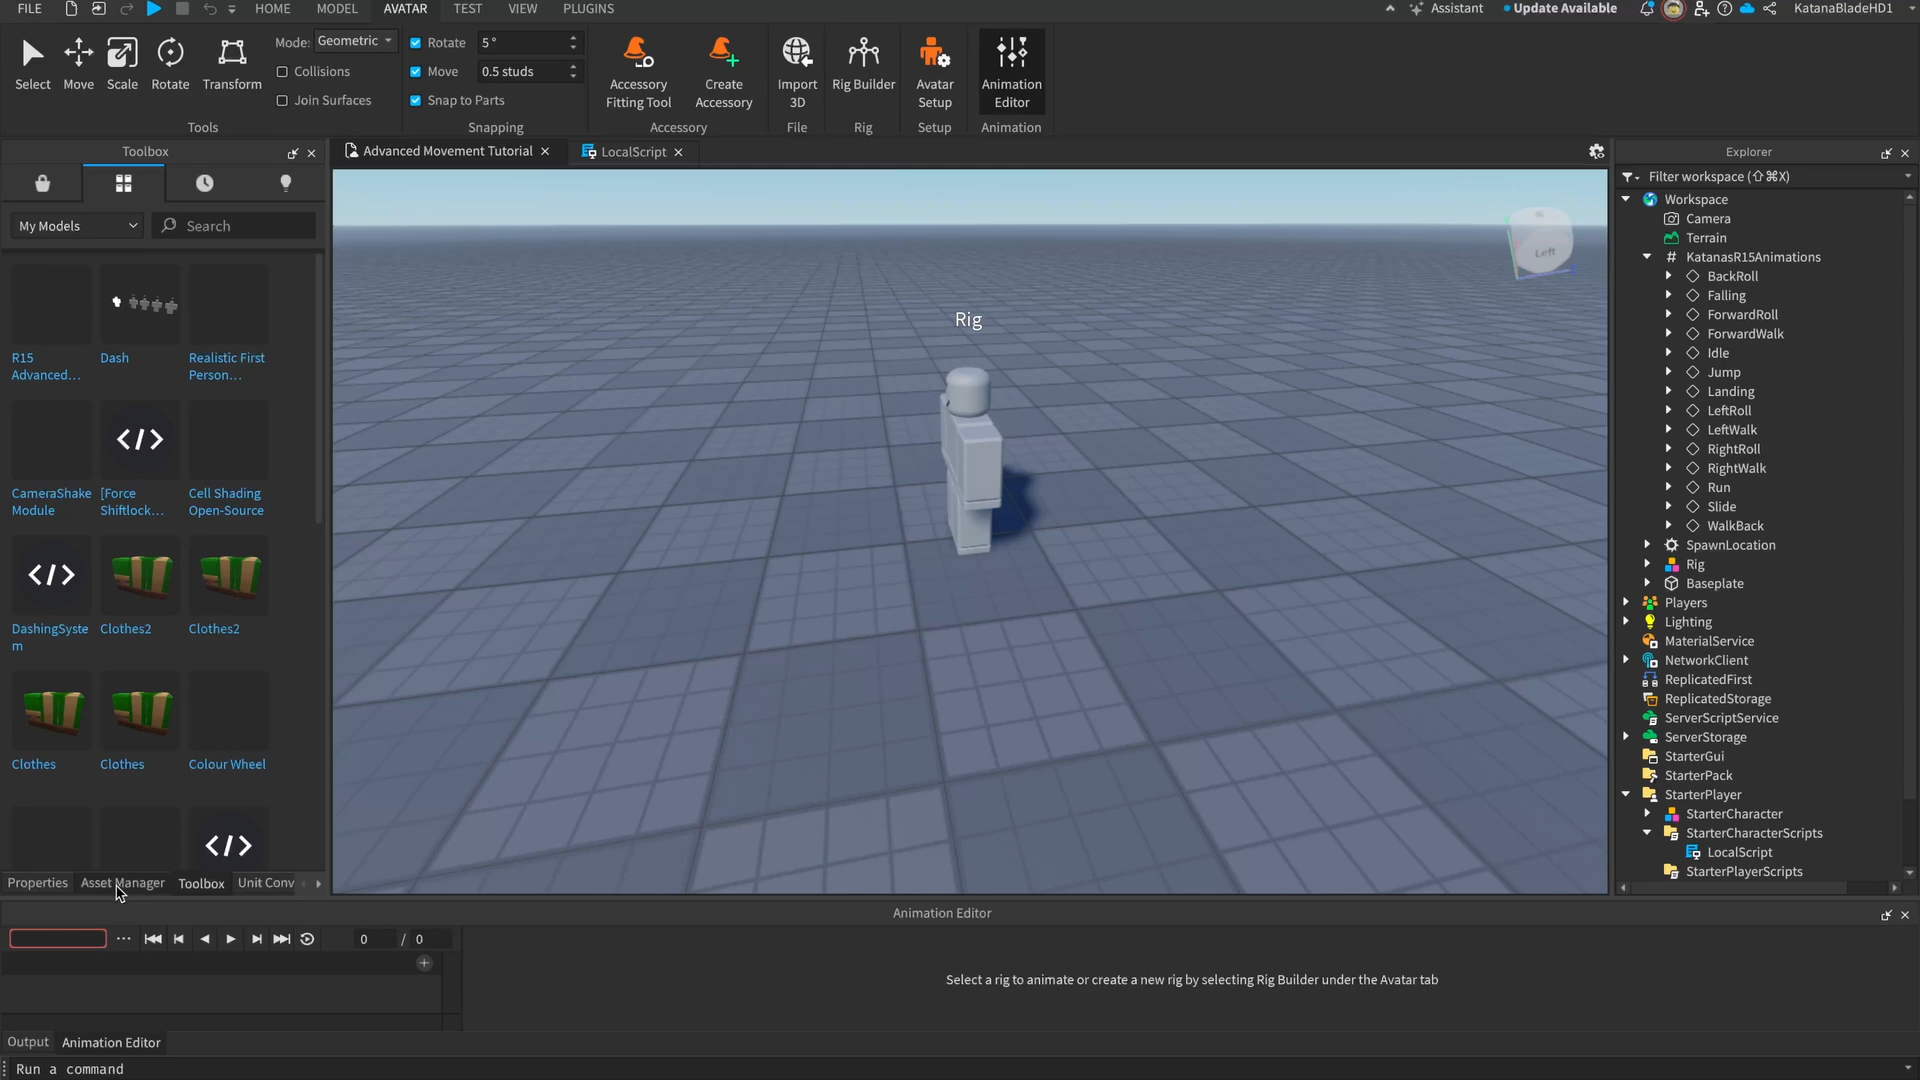 FILE HOME MODEL AVATAR TEST VIEW PLUGINS Assistant Update Available KatanaBladeHD1
Select Move Scale Rotate Transform
Mode: Geometric
Collisions
Join Surfaces
Rotate 5°
Move 0.5 studs
Snap to Parts
Accessory
Fitting Tool
Create
Accessory
Import
3D
Rig Builder
Avatar
Setup
Animation
Editor
Tools Snapping Accessory File Rig Setup Animation
Toolbox
My Models Search
R15
Advanced...
Dash
Realistic First
Person...
CameraShake
Module
[Force
Shiftlock...
Cell Shading
Open-Source
DashingSyste
m
Clothes2
Clothes2
Clothes
Clothes
Colour Wheel
Properties Asset Manager Toolbox Unit Conv
Advanced Movement Tutorial LocalScript
Rig
Left
Explorer
Filter workspace (⇧⌘X)
Workspace
Camera
Terrain
KatanasR15Animations
BackRoll
Falling
ForwardRoll
ForwardWalk
Idle
Jump
Landing
LeftRoll
LeftWalk
RightRoll
RightWalk
Run
Slide
WalkBack
SpawnLocation
Rig
Baseplate
Players
Lighting
MaterialService
NetworkClient
ReplicatedFirst
ReplicatedStorage
ServerScriptService
ServerStorage
StarterGui
StarterPack
StarterPlayer
StarterCharacter
StarterCharacterScripts
LocalScript
StarterPlayerScripts
Animation Editor
0 / 0
Select a rig to animate or create a new rig by selecting Rig Builder under the Avatar tab
Output Animation Editor
Run a command